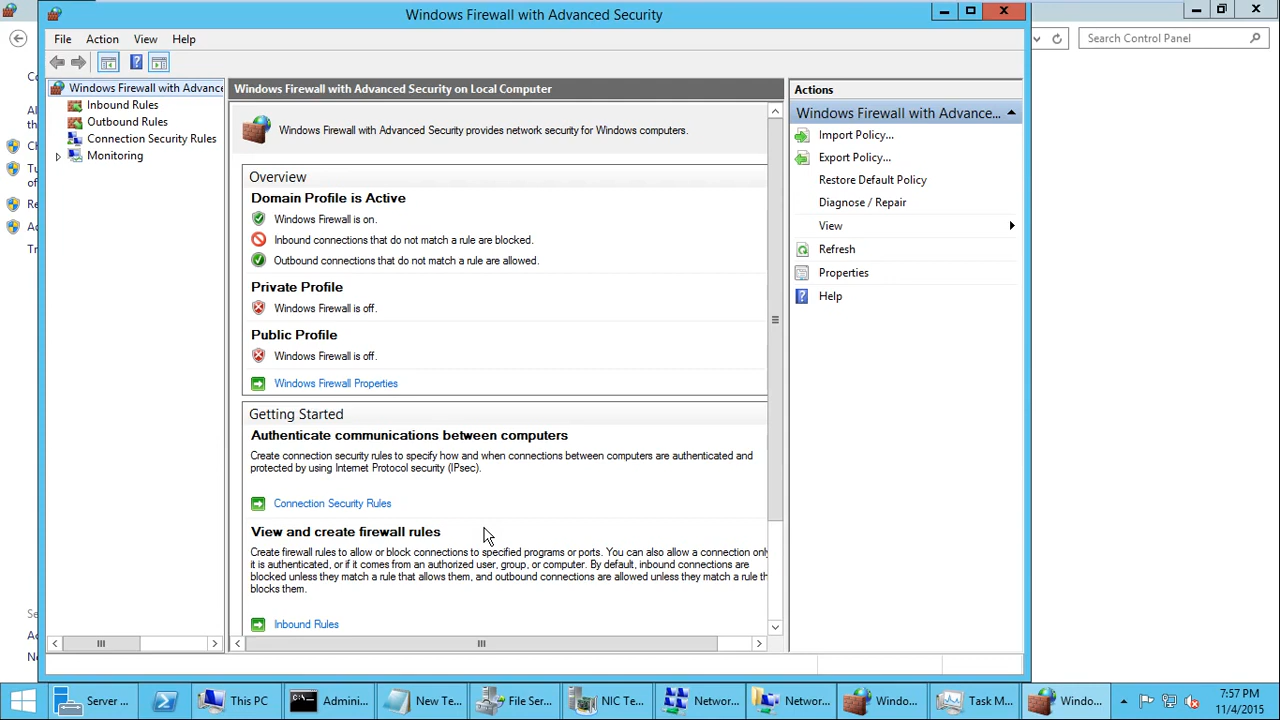 Windows Firewall with Advanced Security
Search Control Panel
File Action View Help
Windows Firewall with Advance
Inbound Rules
Outbound Rules
Connection Security Rules
Monitoring
Windows Firewall with Advanced Security on Local Computer
Windows Firewall with Advanced Security provides network security for Windows computers.
Overview
Domain Profile is Active
Windows Firewall is on.
Inbound connections that do not match a rule are blocked.
Outbound connections that do not match a rule are allowed.
Private Profile
Windows Firewall is off.
Public Profile
Windows Firewall is off.
Windows Firewall Properties
Getting Started
Authenticate communications between computers
Create connection security rules to specify how and when connections between computers are authenticated and
protected by using Internet Protocol security (IPsec).
Connection Security Rules
View and create firewall rules
Create firewall rules to allow or block connections to specified programs or ports. You can also allow a connection only
it is authenticated, or if it comes from an authorized user, group, or computer. By default, inbound connections are
blocked unless they match a rule that allows them, and outbound connections are allowed unless they match a rule th
blocks them.
Inbound Rules
Actions
Windows Firewall with Advance...
Import Policy...
Export Policy...
Restore Default Policy
Diagnose / Repair
View
Refresh
Properties
Help
Server ...
This PC
Admini...
New Te...
File Ser...
NIC Te...
Networ...
Networ...
Windo...
Task M...
Windo...
7:57 PM
11/4/2015